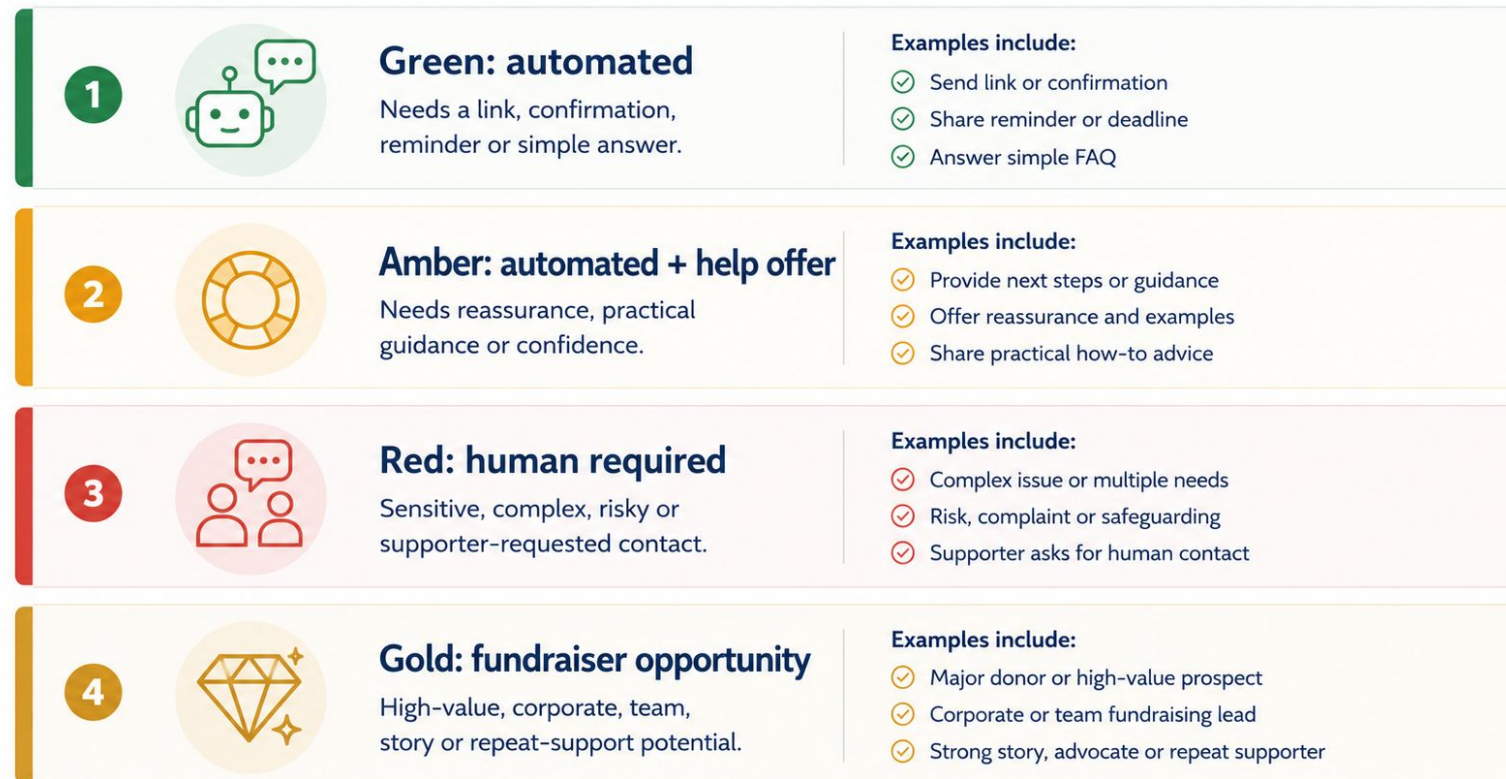 1
Green: automated
Needs a link, confirmation,
reminder or simple answer.
Examples include:
Send link or confirmation
Share reminder or deadline
Answer simple FAQ
2
Amber: automated + help offer
Needs reassurance, practical
guidance or confidence.
Examples include:
Provide next steps or guidance
Offer reassurance and examples
Share practical how-to advice
3
Red: human required
Sensitive, complex, risky or
supporter-requested contact.
Examples include:
Complex issue or multiple needs
Risk, complaint or safeguarding
Supporter asks for human contact
4
Gold: fundraiser opportunity
High-value, corporate, team,
story or repeat-support potential.
Examples include:
Major donor or high-value prospect
Corporate or team fundraising lead
Strong story, advocate or repeat supporter